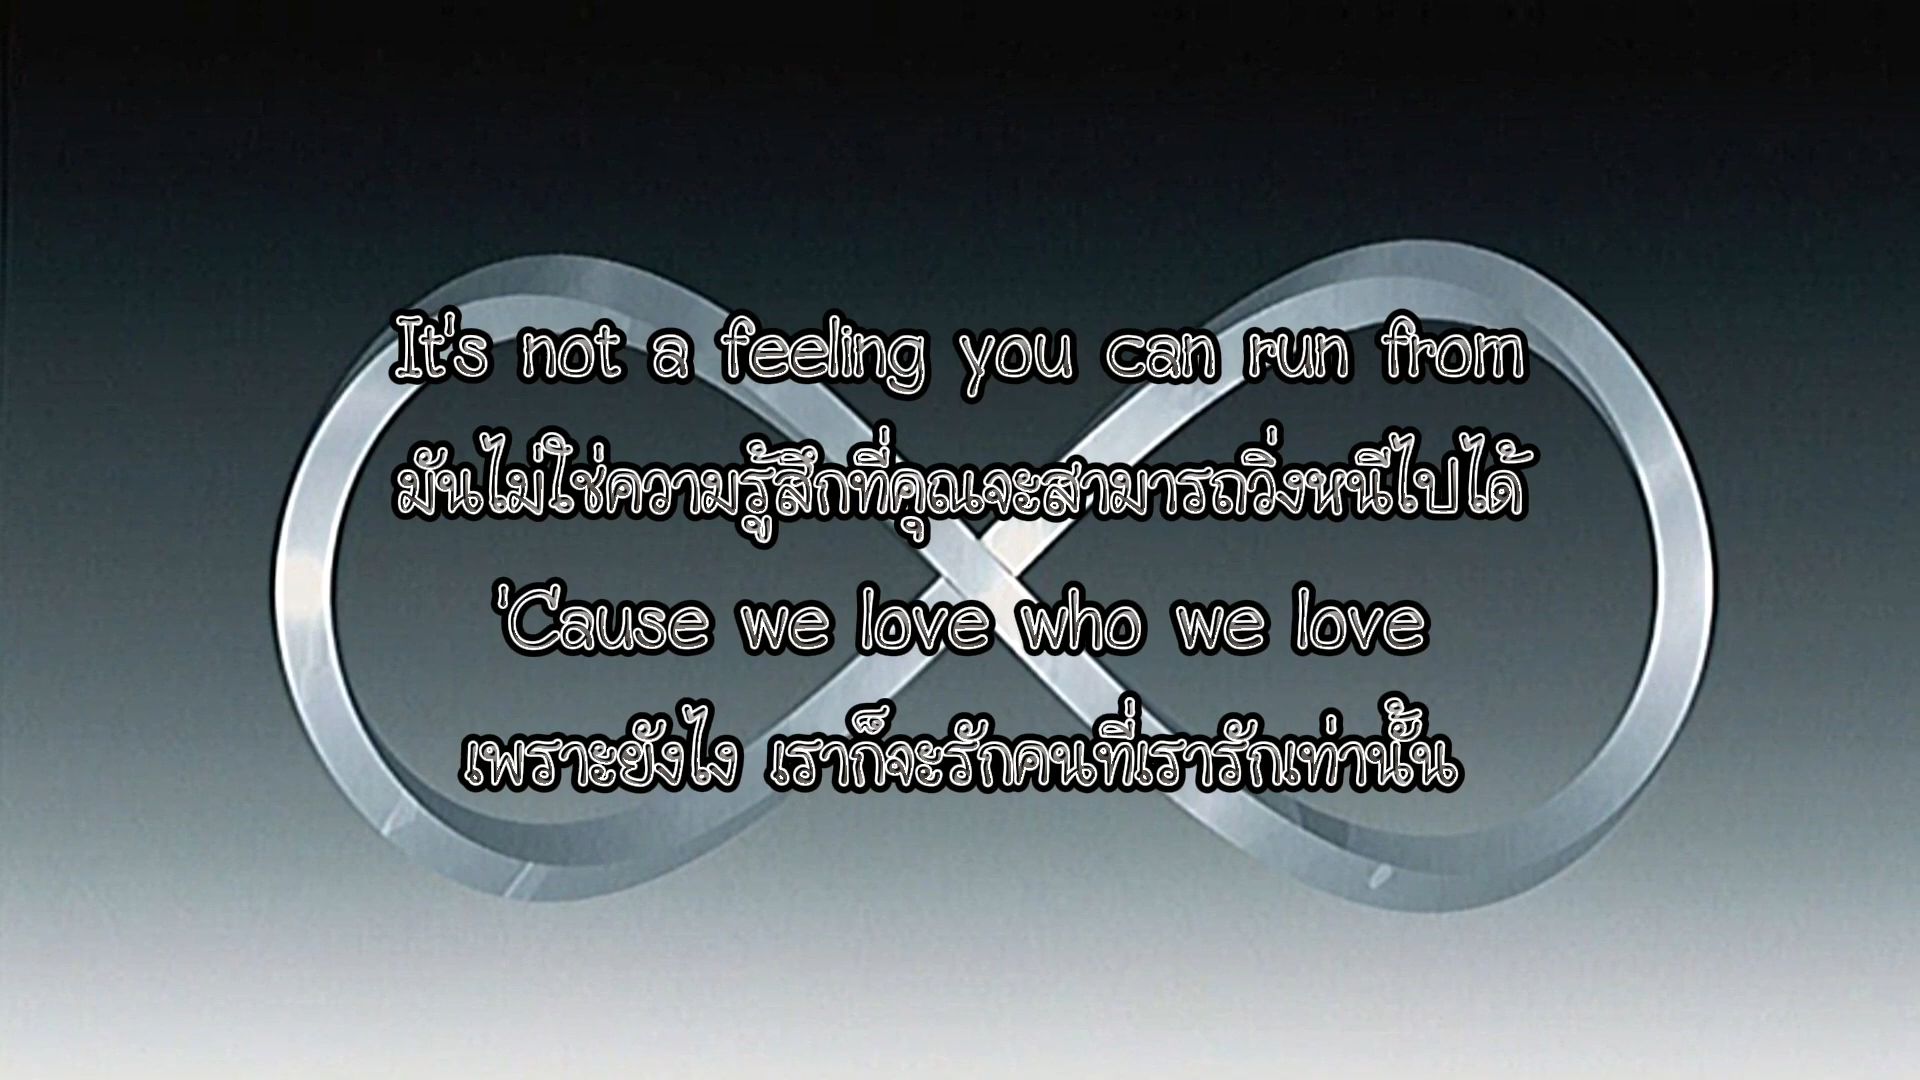 It's not a feeling you can run from
มันไม่ใช่ความรู้สึกที่คุณจะสามารถวิ่งหนีไปได้
'Cause we love who we love
เพราะยังไง เราก็จะรักคนที่เรารักเท่านั้น